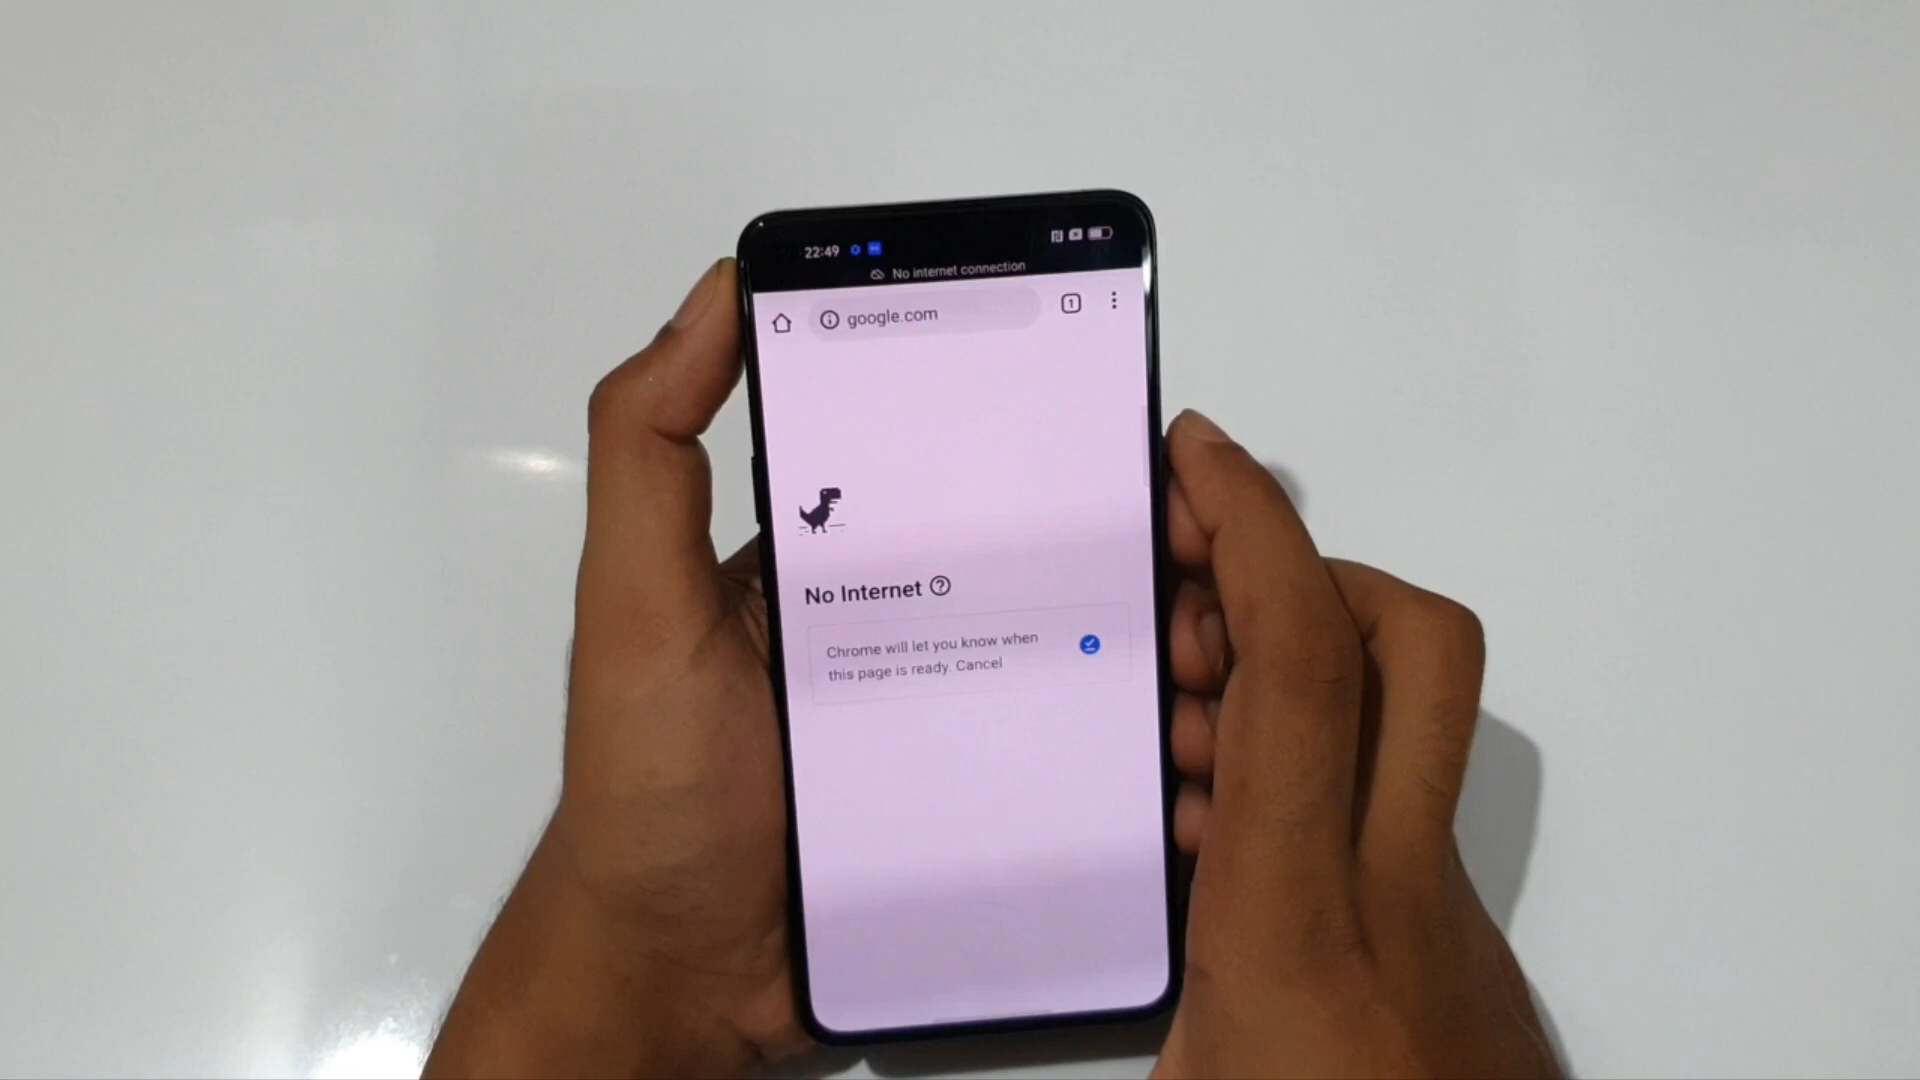 22:49
No internet connection
google.com
1
No Internet
Chrome will let you know when
this page is ready. Cancel